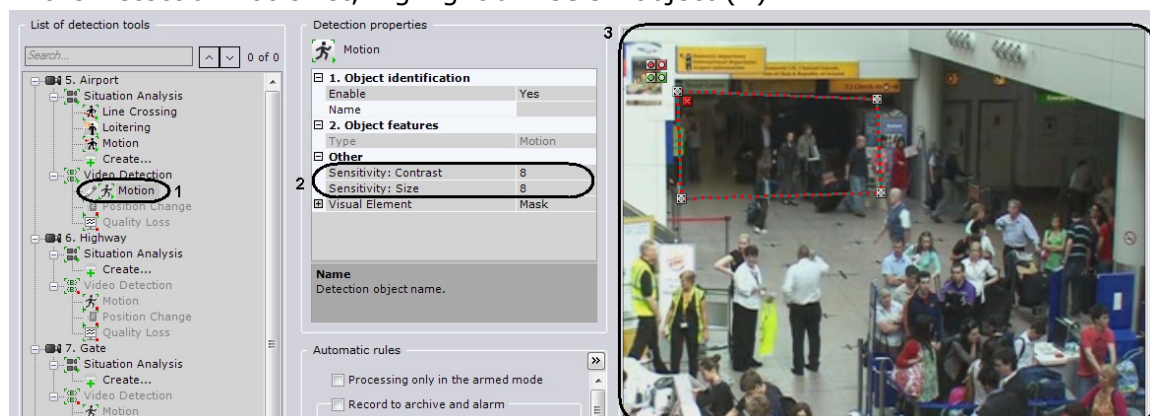 List of detection tools
Search...
0 of 0
5. Airport
Situation Analysis
Line Crossing
Loitering
Motion
Create...
Video Detection
Motion
1
Position Change
Quality Loss
6. Highway
Situation Analysis
Create...
Video Detection
Motion
Position Change
Quality Loss
7. Gate
Situation Analysis
Create...
Video Detection
Motion
Detection properties
Motion
1. Object identification
Enable Yes
Name
2. Object features
Type Motion
Other
2
Sensitivity: Contrast 8
Sensitivity: Size 8
Visual Element Mask
Name
Detection object name.
Automatic rules
»
Processing only in the armed mode
Record to archive and alarm
3